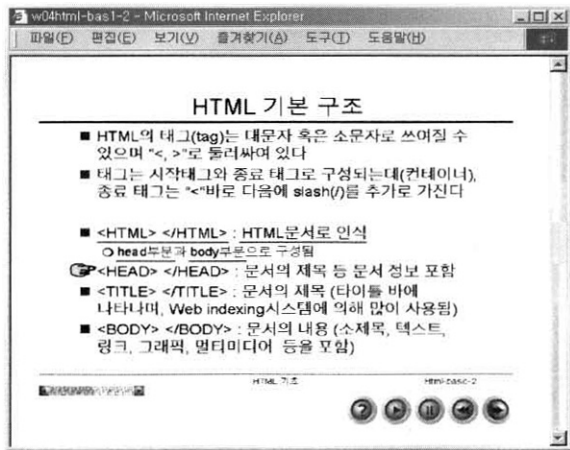 w04html-bas1-2 - Microsoft Internet Explorer
파일(F) 편집(E) 보기(V) 즐겨찾기(A) 도구(T) 도움말(H)
HTML 기본 구조
■ HTML의 태그(tag)는 대문자 혹은 소문자로 쓰여질 수
있으며 "<, >"로 둘러싸여 있다
■ 태그는 시작태그와 종료 태그로 구성되는데(컨테이너),
종료 태그는 "<"바로 다음에 slash(/)를 추가로 가진다
■ <HTML> </HTML> : HTML문서로 인식
○ head부분과 body부분으로 구성됨
<HEAD> </HEAD> : 문서의 제목 등 문서 정보 포함
■ <TITLE> </TITLE> : 문서의 제목 (타이틀 바에
나타나며, Web indexing시스템에 의해 많이 사용됨)
■ <BODY> </BODY> : 문서의 내용 (소제목, 텍스트,
링크, 그래픽, 멀티미디어 등을 포함)
HTML 기초
Html-basic-2